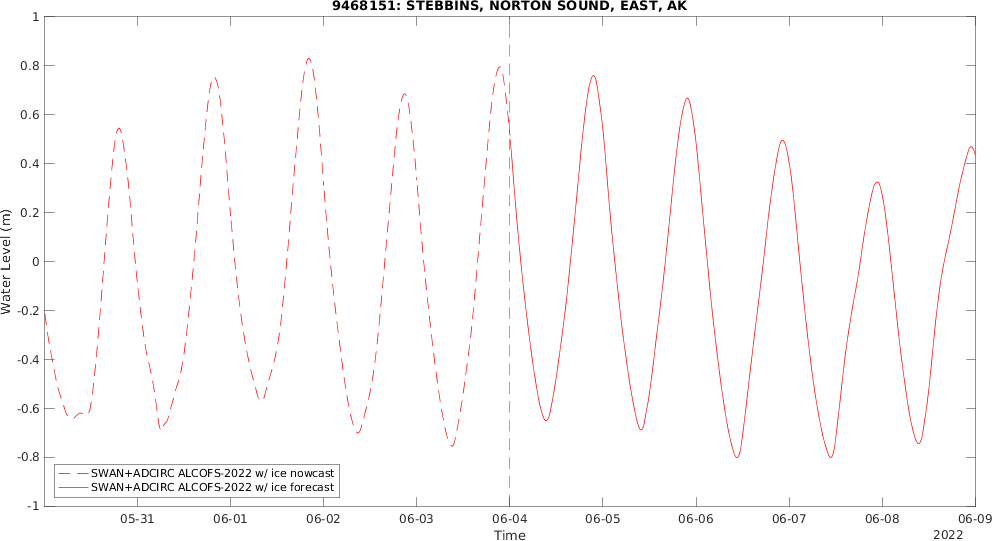 9468151: STEBBINS, NORTON SOUND, EAST, AK
1
0.8
0.6
0.4
0.2
0
-0.2
-0.4
-0.6
-0.8
-1
Water Level (m)
SWAN+ADCIRC ALCOFS-2022 w/ ice nowcast
SWAN+ADCIRC ALCOFS-2022 w/ ice forecast
05-31 06-01 06-02 06-03 06-04 06-05 06-06 06-07 06-08 06-09
Time
2022